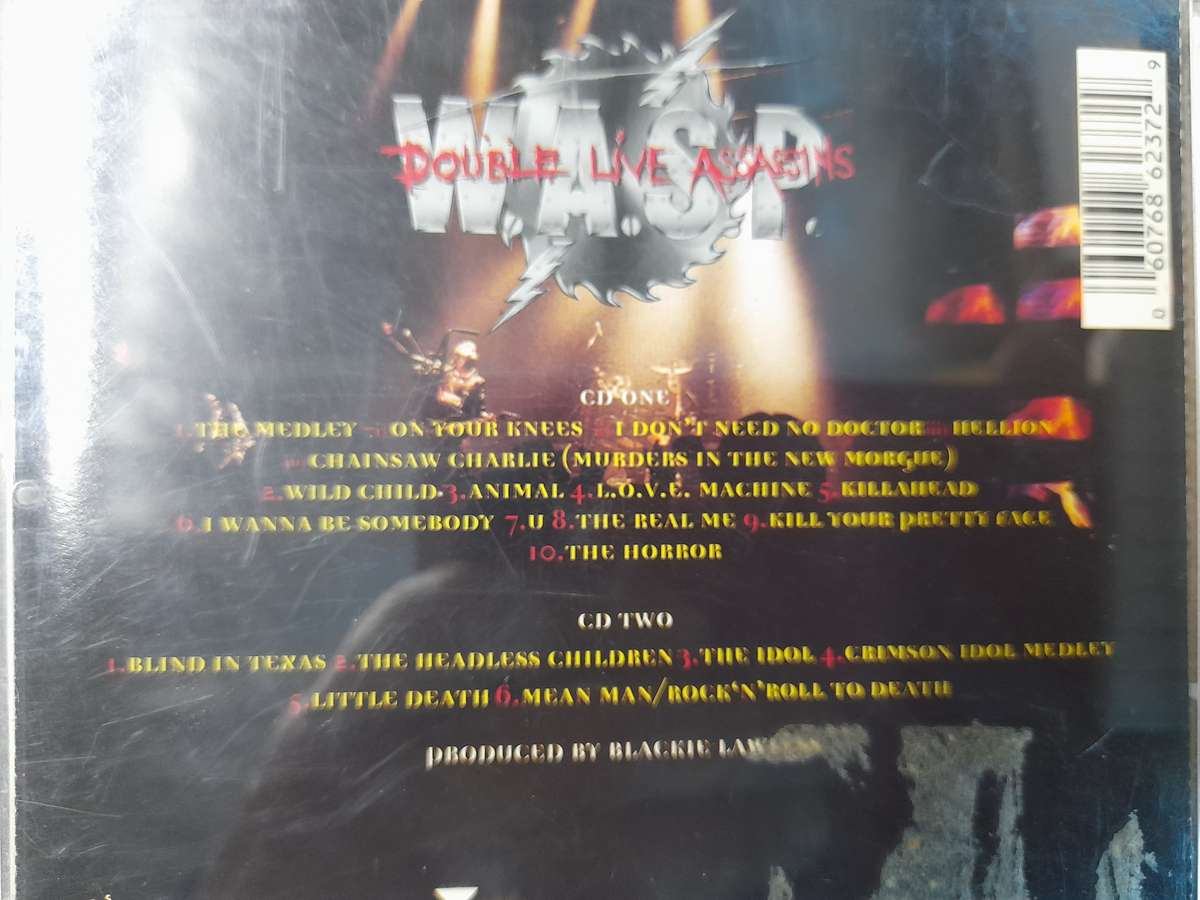 W.A.S.P.
DOUBLE LIVE ASSASSINS
0 60768 62372 9
CD ONE
1.THE MEDLEY - ON YOUR KNEES - I DON'T NEED NO DOCTOR - HELLION
CHAINSAW CHARLIE (MURDERS IN THE NEW MORGUE)
2.WILD CHILD 3.ANIMAL 4.L.O.V.E. MACHINE 5.KILLAHEAD
6.I WANNA BE SOMEBODY 7.U 8.THE REAL ME 9.KILL YOUR PRETTY FACE
10.THE HORROR
CD TWO
1.BLIND IN TEXAS 2.THE HEADLESS CHILDREN 3.THE IDOL 4.CRIMSON IDOL MEDLEY
5.LITTLE DEATH 6.MEAN MAN/ROCK'N'ROLL TO DEATH
PRODUCED BY BLACKIE